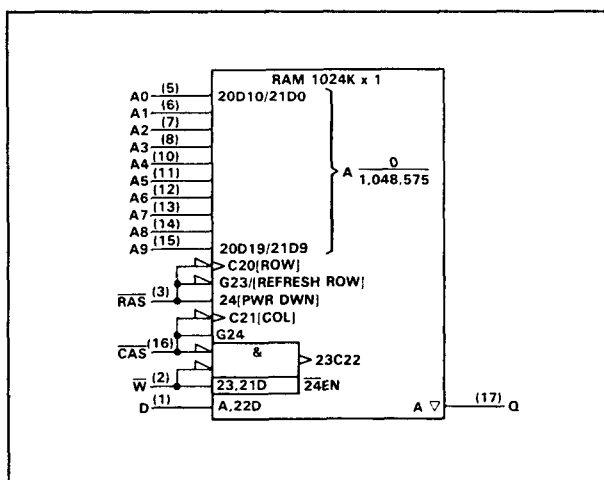 RAM 1024K x 1
A0 (5) 20D10/21D0
A1 (6)
A2 (7)
A3 (8)
A4 (10)
A5 (11)
A6 (12)
A7 (13)
A8 (14)
A9 (15) 20D19/21D9
A 0
1,048,575
C20[ROW]
G23/[REFRESH ROW]
RAS (3) 24[PWR DWN]
C21[COL]
G24
CAS (16) & 23C22
W (2) 23,21D 24EN
D (1) A,22D A ▽ (17) Q